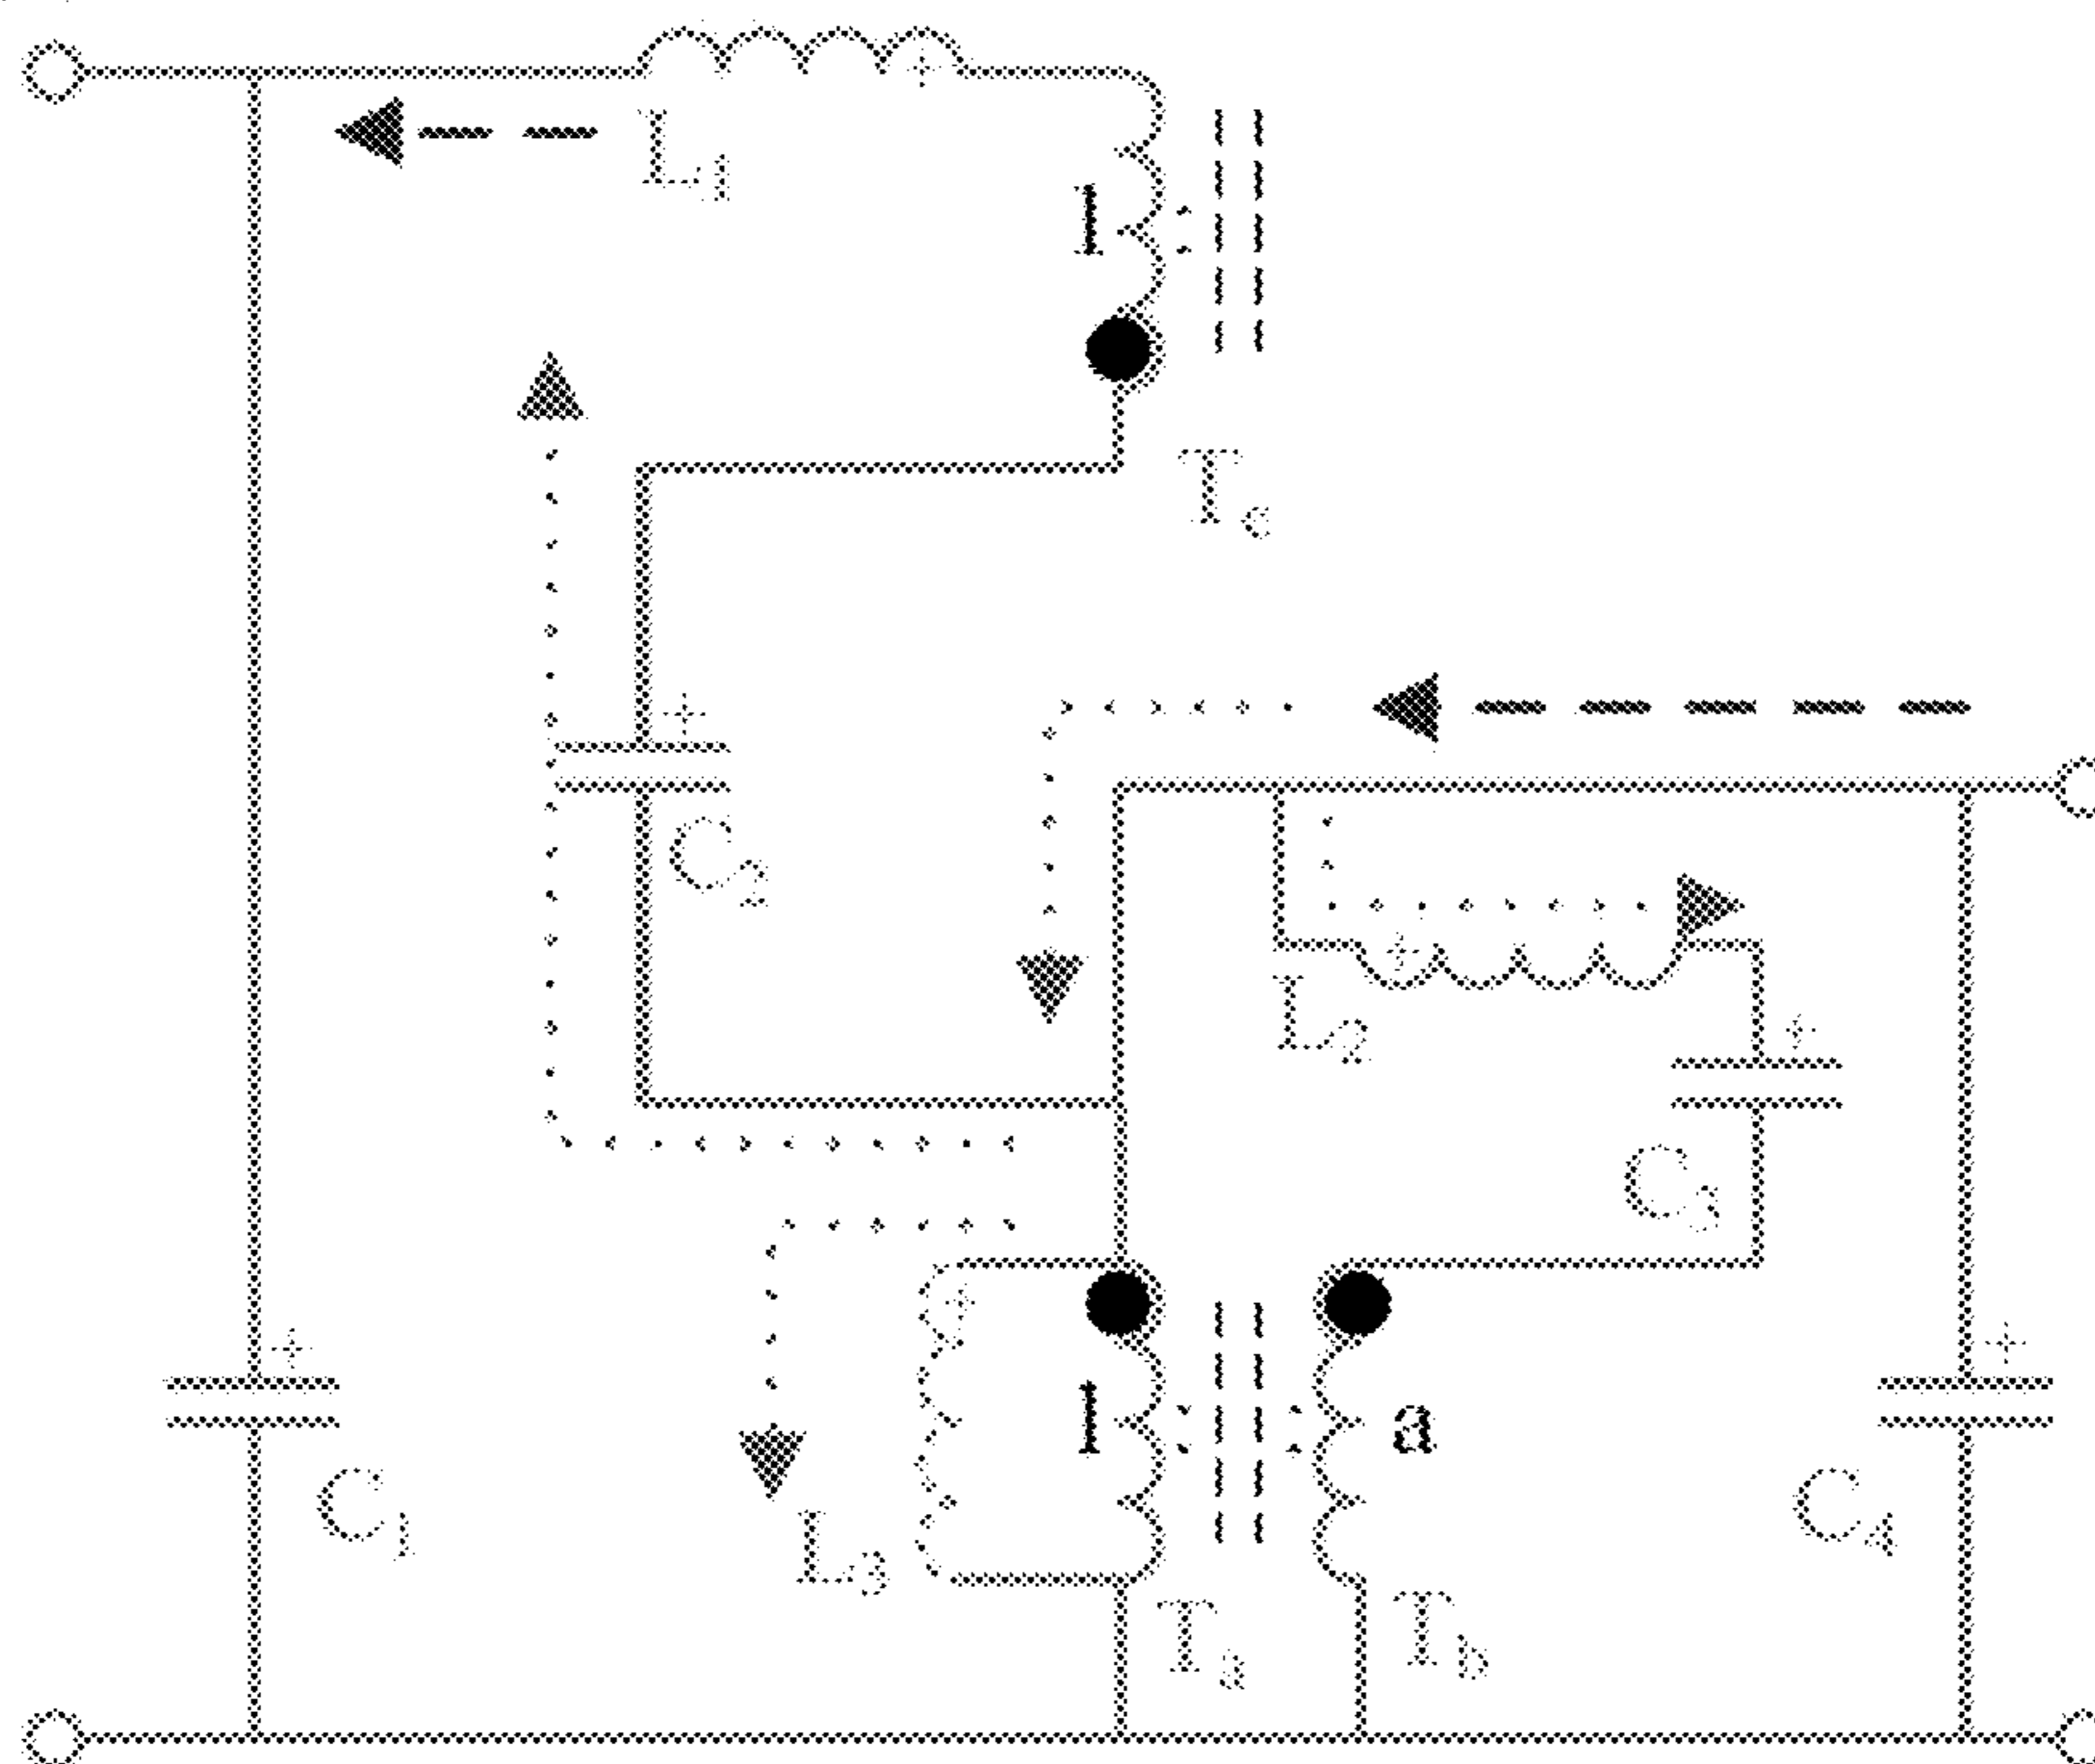 +
L1
1 :
Tc
+
C2
+
L2
+
C3
+
+
+
1 : : a
C1
L3
C4
Ta
Tb